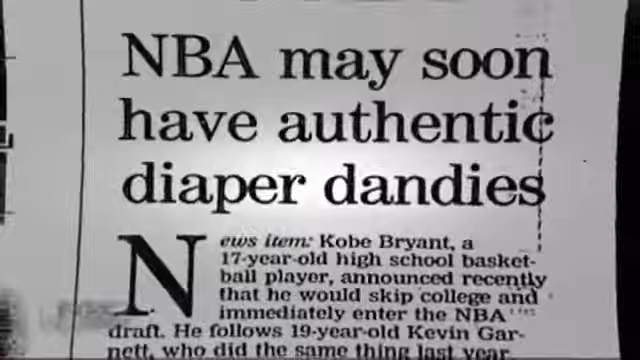 NBA may soon
have authentic
diaper dandies
News item: Kobe Bryant, a
17-year-old high school basket-
ball player, announced recently
that he would skip college and
immediately enter the NBA
draft. He follows 19-year-old Kevin Gar-
nett, who did the same thing last year